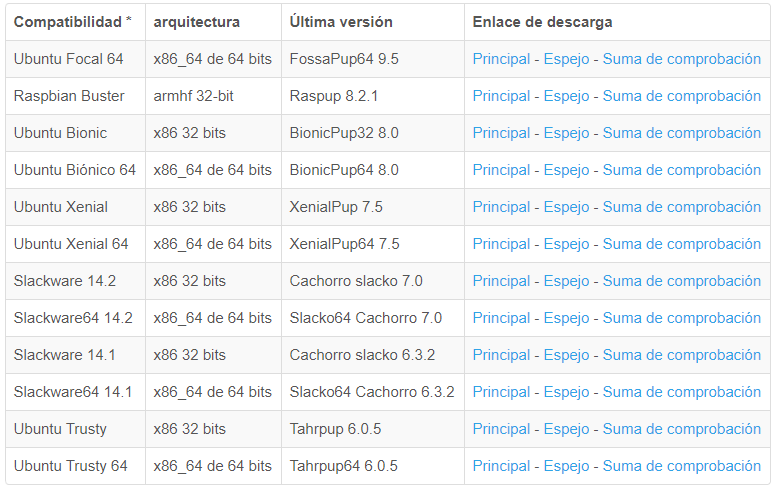 Compatibilidad * arquitectura Última versión Enlace de descarga
Ubuntu Focal 64 x86_64 de 64 bits FossaPup64 9.5 Principal - Espejo - Suma de comprobación
Raspbian Buster armhf 32-bit Raspup 8.2.1 Principal - Espejo - Suma de comprobación
Ubuntu Bionic x86 32 bits BionicPup32 8.0 Principal - Espejo - Suma de comprobación
Ubuntu Biónico 64 x86_64 de 64 bits BionicPup64 8.0 Principal - Espejo - Suma de comprobación
Ubuntu Xenial x86 32 bits XenialPup 7.5 Principal - Espejo - Suma de comprobación
Ubuntu Xenial 64 x86_64 de 64 bits XenialPup64 7.5 Principal - Espejo - Suma de comprobación
Slackware 14.2 x86 32 bits Cachorro slacko 7.0 Principal - Espejo - Suma de comprobación
Slackware64 14.2 x86_64 de 64 bits Slacko64 Cachorro 7.0 Principal - Espejo - Suma de comprobación
Slackware 14.1 x86 32 bits Cachorro slacko 6.3.2 Principal - Espejo - Suma de comprobación
Slackware64 14.1 x86_64 de 64 bits Slacko64 Cachorro 6.3.2 Principal - Espejo - Suma de comprobación
Ubuntu Trusty x86 32 bits Tahrpup 6.0.5 Principal - Espejo - Suma de comprobación
Ubuntu Trusty 64 x86_64 de 64 bits Tahrpup64 6.0.5 Principal - Espejo - Suma de comprobación